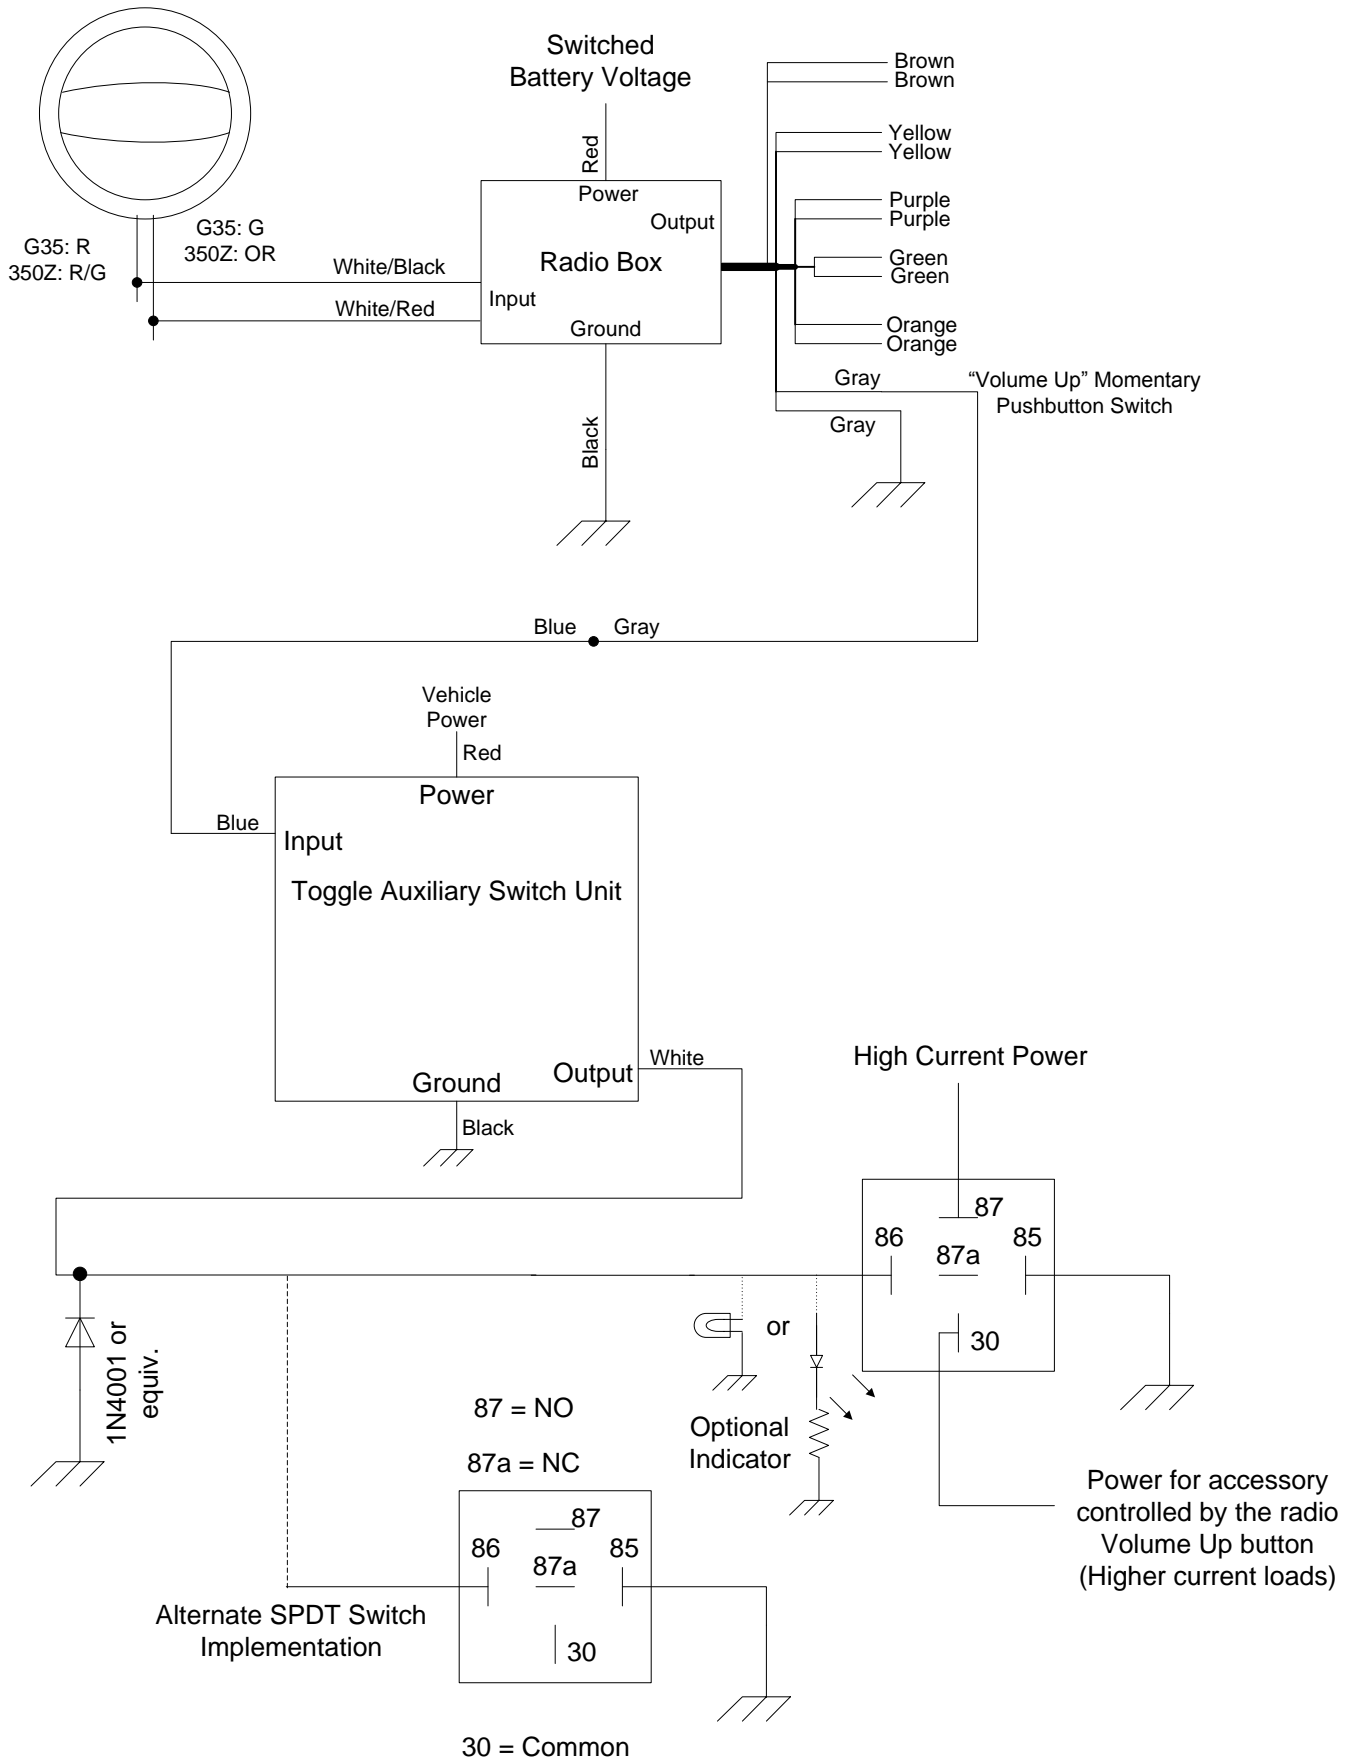 Switched
Battery Voltage
Brown
Brown
Red
Yellow
Yellow
Power
Output
Purple
Purple
G35: G
350Z: OR
G35: R
350Z: R/G
White/Black
Radio Box
Green
Green
Input
White/Red
Ground
Orange
Orange
Gray
“Volume Up” Momentary
Pushbutton Switch
Gray
Black
Blue
Gray
Vehicle
Power
Red
Power
Blue
Input
Toggle Auxiliary Switch Unit
White
Output
Ground
Black
High Current Power
87
86
87a
85
30
or
1N4001 or
equiv.
Optional
Indicator
87 = NO
87a = NC
Power for accessory
controlled by the radio
Volume Up button
(Higher current loads)
87
86
87a
85
30
Alternate SPDT Switch
Implementation
30 = Common